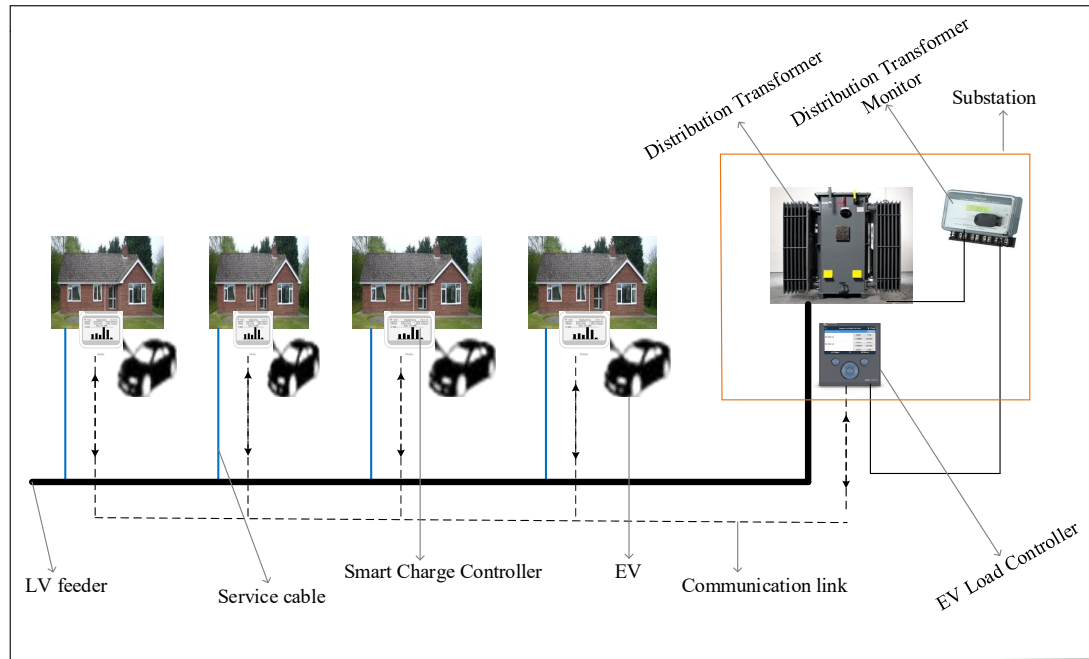 Distribution Transformer
Distribution Transformer
Monitor
Substation
LV feeder
Service cable
Smart Charge Controller
EV
Communication link
EV Load Controller